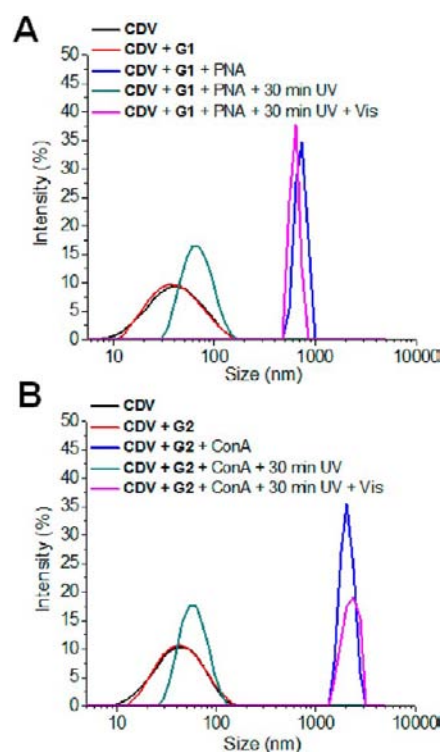 A
CDV
CDV + G1
CDV + G1 + PNA
CDV + G1 + PNA + 30 min UV
CDV + G1 + PNA + 30 min UV + Vis
Intensity (%)
50
45
40
35
30
25
20
15
10
5
0
10 100 1000 10000
Size (nm)
B
CDV
CDV + G2
CDV + G2 + ConA
CDV + G2 + ConA + 30 min UV
CDV + G2 + ConA + 30 min UV + Vis
Intensity (%)
50
45
40
35
30
25
20
15
10
5
0
10 100 1000 10000
Size (nm)